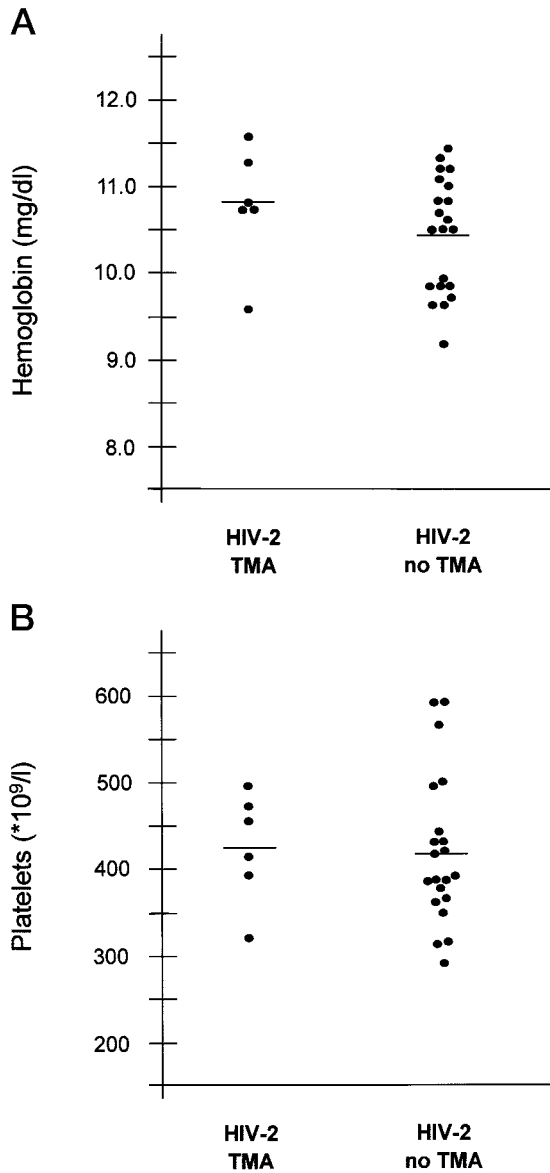 A
Hemoglobin (mg/dl)
12.0
11.0
10.0
9.0
8.0
HIV-2
TMA
HIV-2
no TMA
B
Platelets (*10⁹/l)
600
500
400
300
200
HIV-2
TMA
HIV-2
no TMA